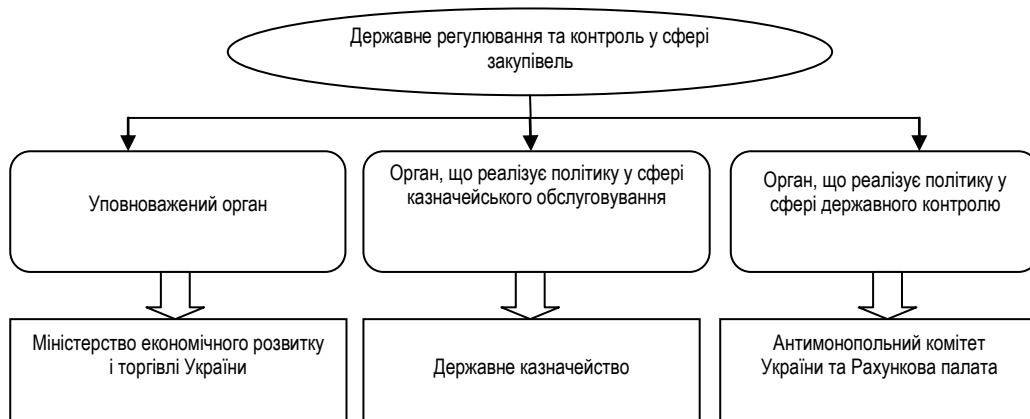 Державне регулювання та контроль у сфері
закупівель
Уповноважений орган
Орган, що реалізує політику у сфері
казначейського обслуговування
Орган, що реалізує політику у
сфері державного контролю
Міністерство економічного розвитку
і торгівлі України
Державне казначейство
Антимонопольний комітет
України та Рахункова палата